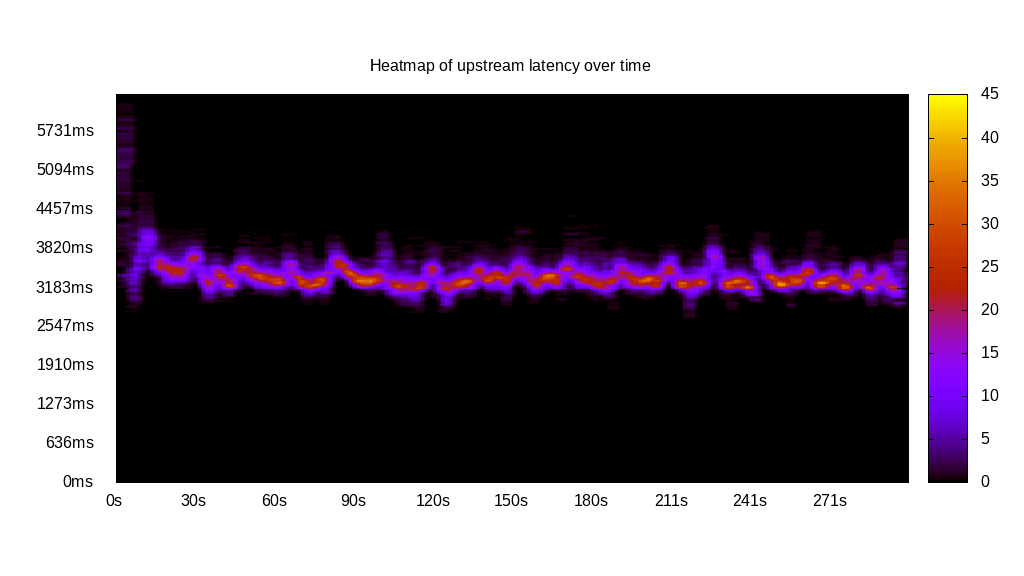 Heatmap of upstream latency over time
5731ms
5094ms
4457ms
3820ms
3183ms
2547ms
1910ms
1273ms
636ms
0ms
0s 30s 60s 90s 120s 150s 180s 211s 241s 271s
45
40
35
30
25
20
15
10
5
0